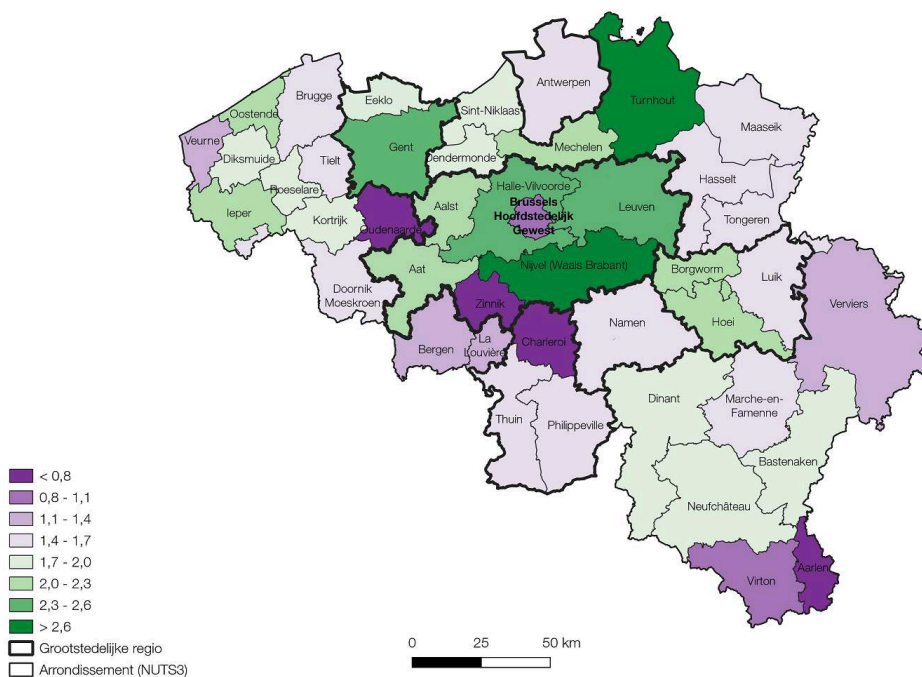 Antwerpen
Turnhout
Brugge
Eeklo
Sint-Niklaas
Oostende
Maaseik
Veurne
Diksmuide
Tielt
Gent
Dendermonde
Mechelen
Hasselt
Roeselare
Halle-Vilvoorde
Brussels
Hoofdstedelijk
Gewest
Leuven
Ieper
Kortrijk
Oudenaarde
Aalst
Tongeren
Doornik
Moeskroen
Aat
Nijvel (Waals Brabant)
Borgworm
Luik
Verviers
Zinnik
Namen
Hoei
Bergen
La
Louvière
Charleroi
Thuin
Philippeville
Dinant
Marche-en-
Famenne
Bastenaken
Neufchâteau
Virton
Aarlen
< 0,8
0,8 - 1,1
1,1 - 1,4
1,4 - 1,7
1,7 - 2,0
2,0 - 2,3
2,3 - 2,6
> 2,6
Grootstedelijke regio
Arrondissement (NUTS3)
0 25 50 km